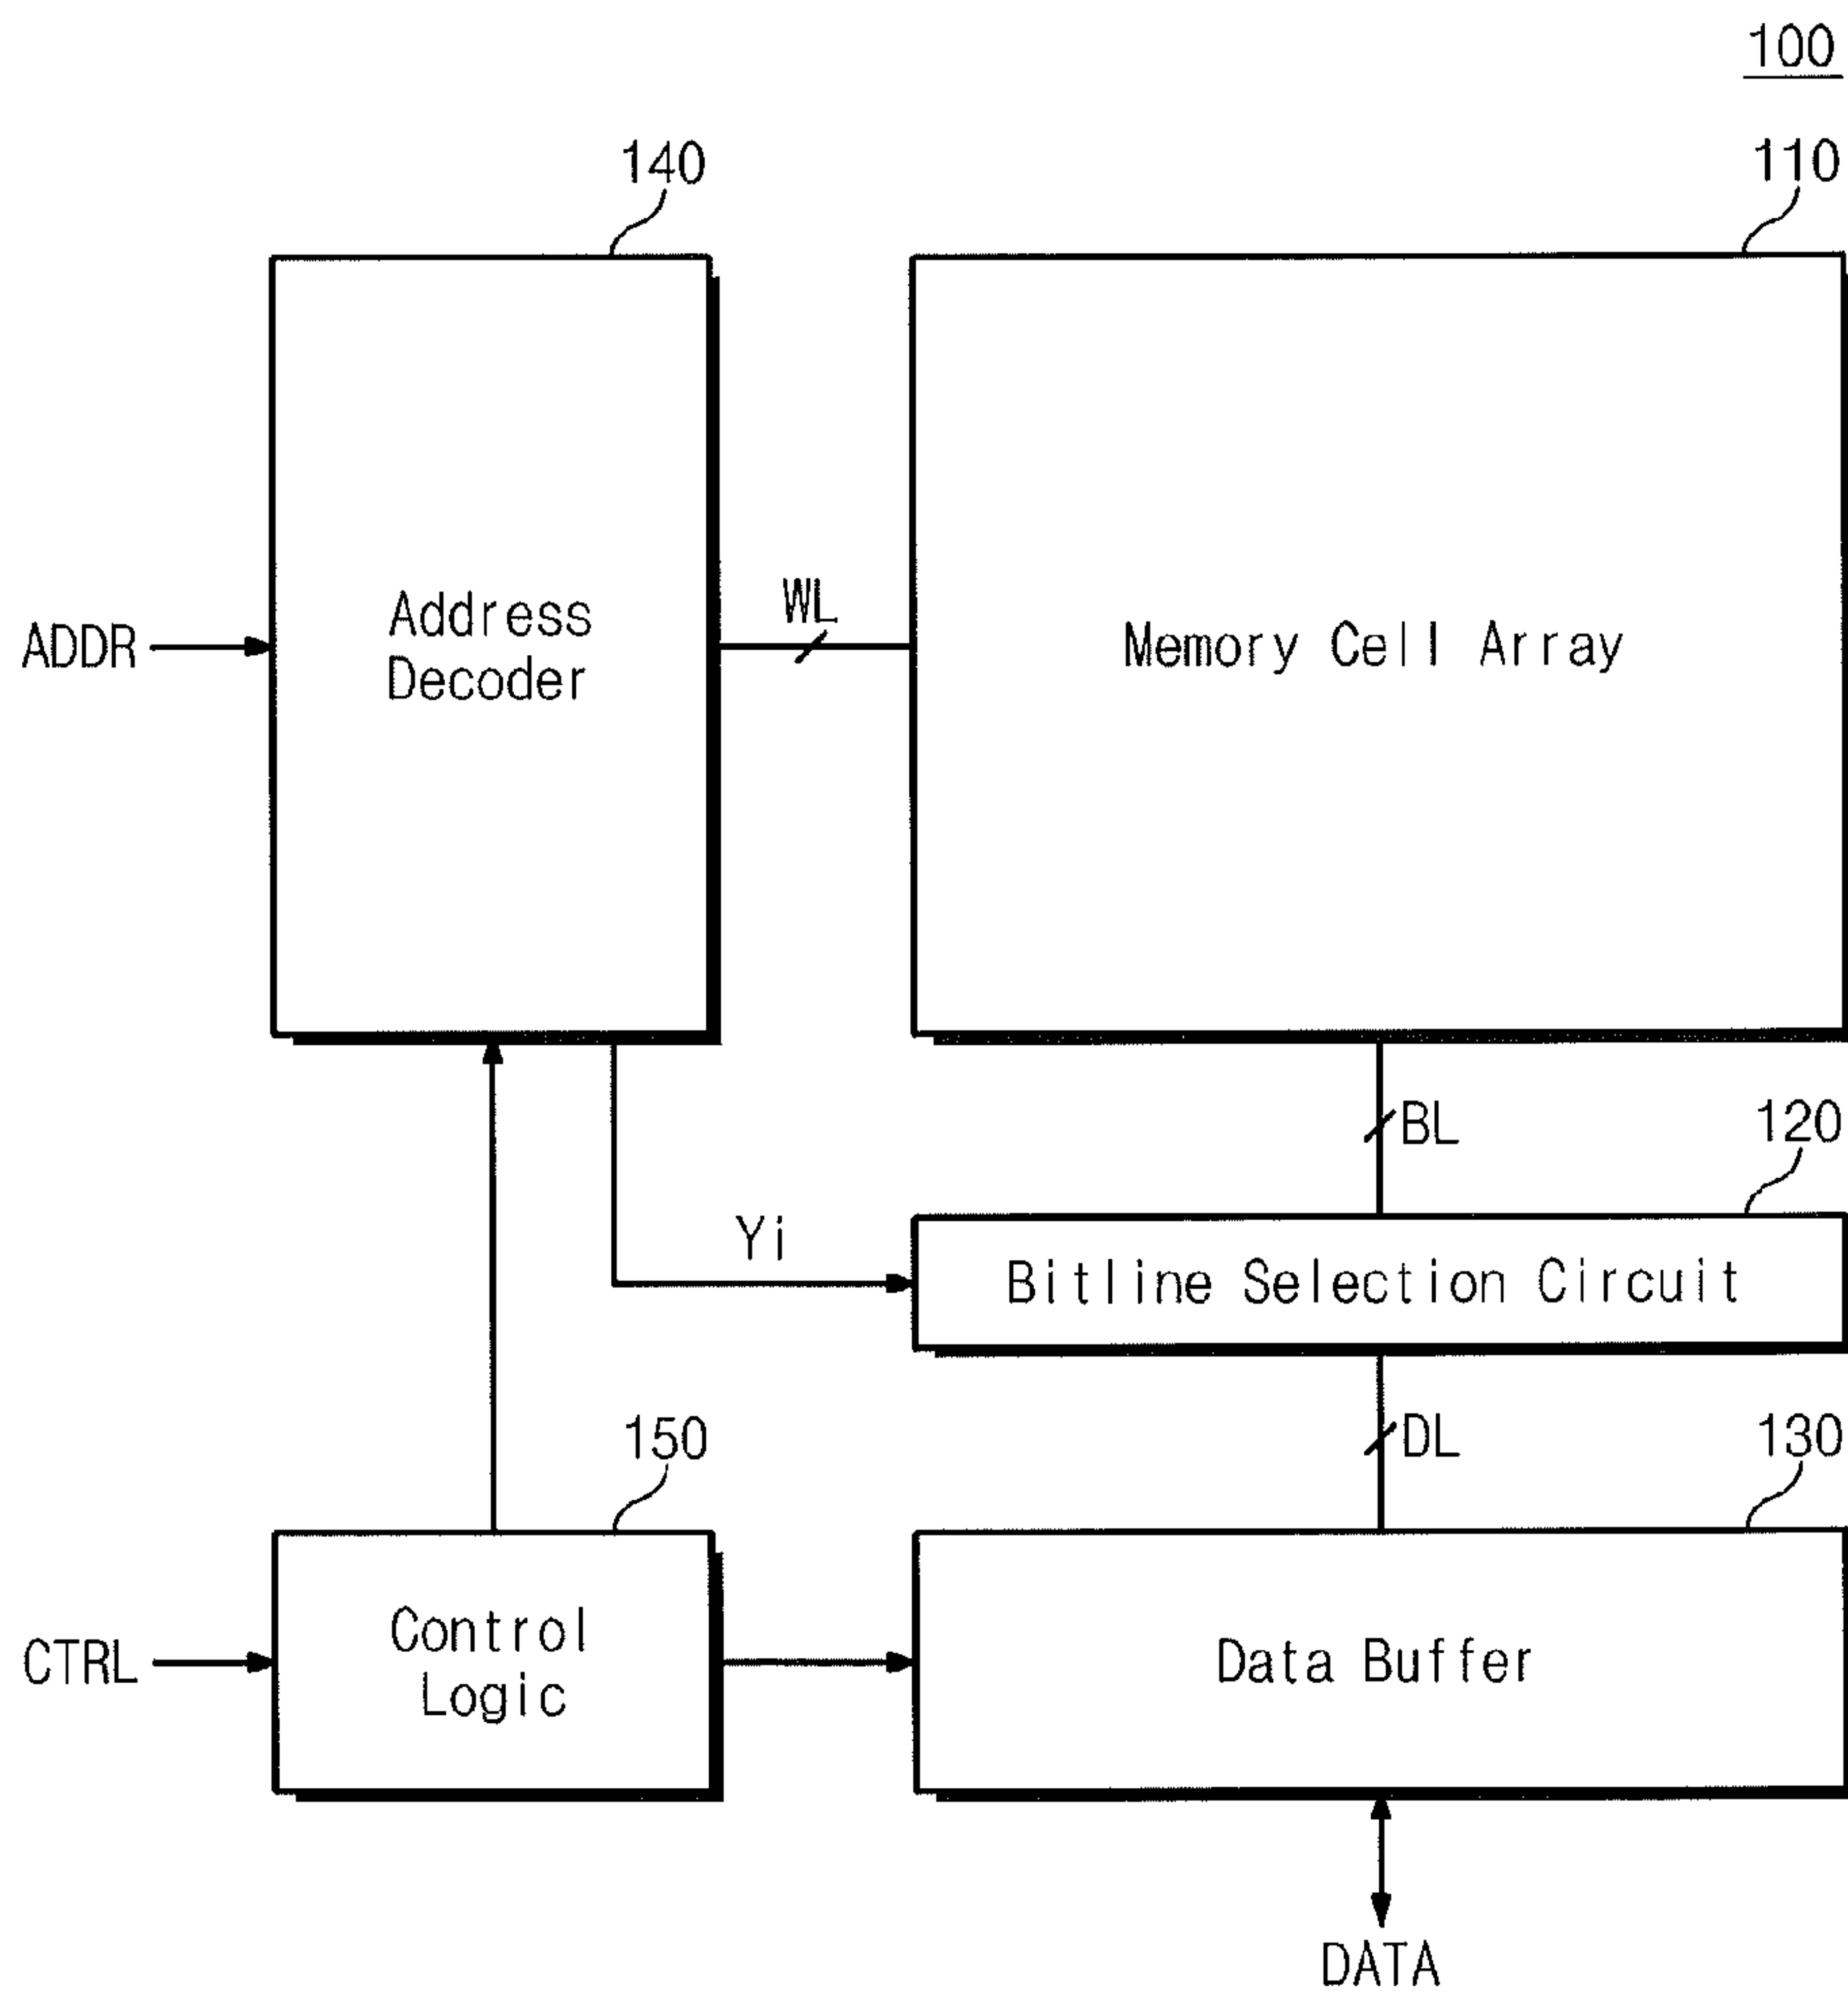 100
140
110
Address
Decoder
ADDR
WL
Memory Cell Array
BL
120
Yi
Bitline Selection Circuit
DL
150
130
Control
Logic
CTRL
Data Buffer
DATA